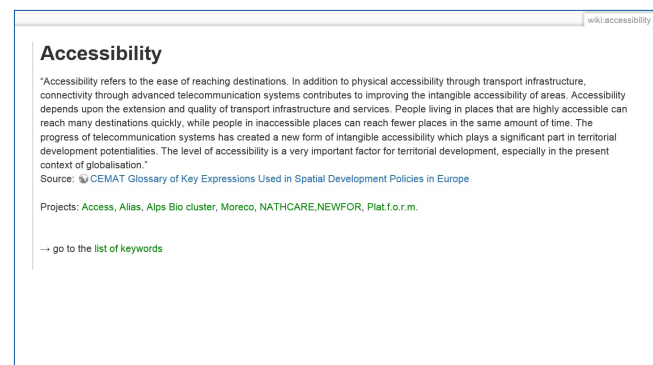 wiki:accessibility
Accessibility
“Accessibility refers to the ease of reaching destinations. In addition to physical accessibility through transport infrastructure,
connectivity through advanced telecommunication systems contributes to improving the intangible accessibility of areas. Accessibility
depends upon the extension and quality of transport infrastructure and services. People living in places that are highly accessible can
reach many destinations quickly, while people in inaccessible places can reach fewer places in the same amount of time. The
progress of telecommunication systems has created a new form of intangible accessibility which plays a significant part in territorial
development potentialities. The level of accessibility is a very important factor for territorial development, especially in the present
context of globalisation.”
Source: CEMAT Glossary of Key Expressions Used in Spatial Development Policies in Europe
Projects: Access, Alias, Alps Bio cluster, Moreco, NATHCARE,NEWFOR, Plat.f.o.r.m.
→ go to the list of keywords